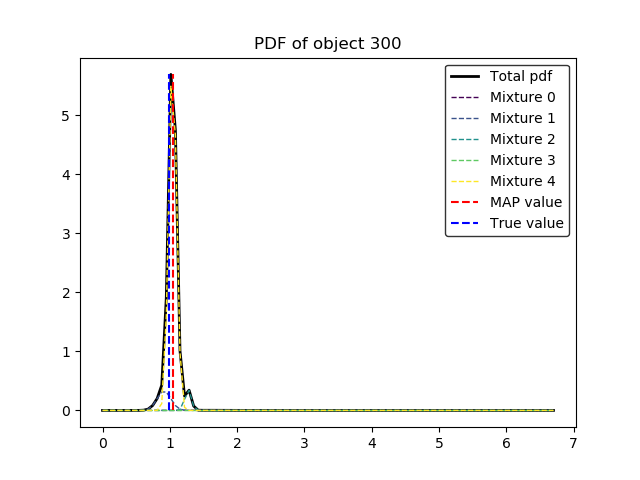 PDF of object 300
Total pdf
Mixture 0
Mixture 1
Mixture 2
Mixture 3
Mixture 4
MAP value
True value
5
4
3
2
1
0
0 1 2 3 4 5 6 7